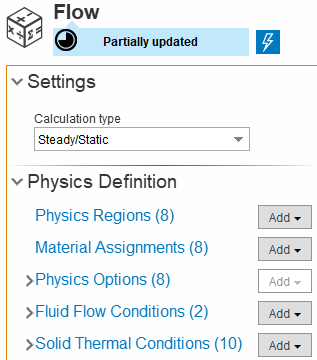 Flow
Partially updated
Settings
Calculation type
Steady/Static
Physics Definition
Physics Regions (8) Add
Material Assignments (8) Add
Physics Options (8) Add
Fluid Flow Conditions (2) Add
Solid Thermal Conditions (10) Add